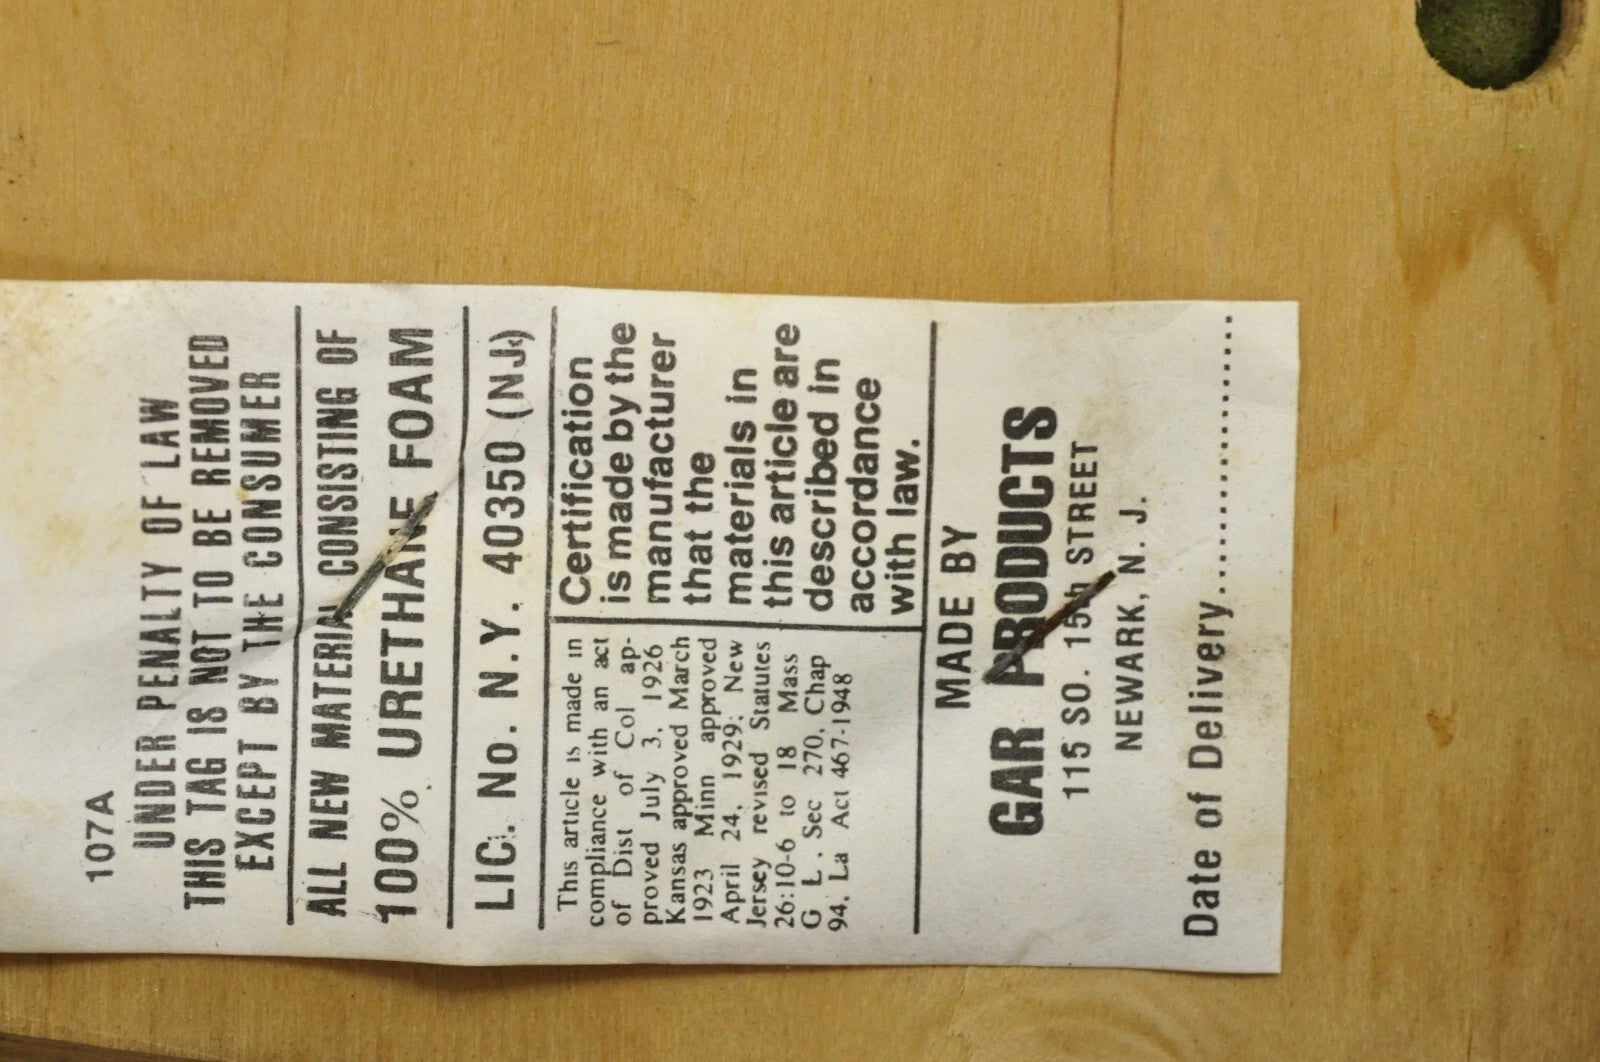 107A
UNDER PENALTY OF LAW
THIS TAG IS NOT TO BE REMOVED
EXCEPT BY THE CONSUMER
ALL NEW MATERIAL CONSISTING OF
100% URETHANE FOAM
LIC. No. N.Y. 40350 (NJ)
This article is made in
compliance with an act
of Dist of Col ap-
proved July 3, 1926
Kansas approved March
1923 Minn approved
April 24, 1929; New
Jersey revised Statutes
26:10-6 to 18 Mass
G L. Sec 270, Chap
94, La Act 467-1948
Certification
is made by the
manufacturer
that the
materials in
this article are
described in
accordance
with law.
MADE BY
GAR PRODUCTS
115 SO. 15th STREET
NEWARK, N. J.
Date of Delivery........................